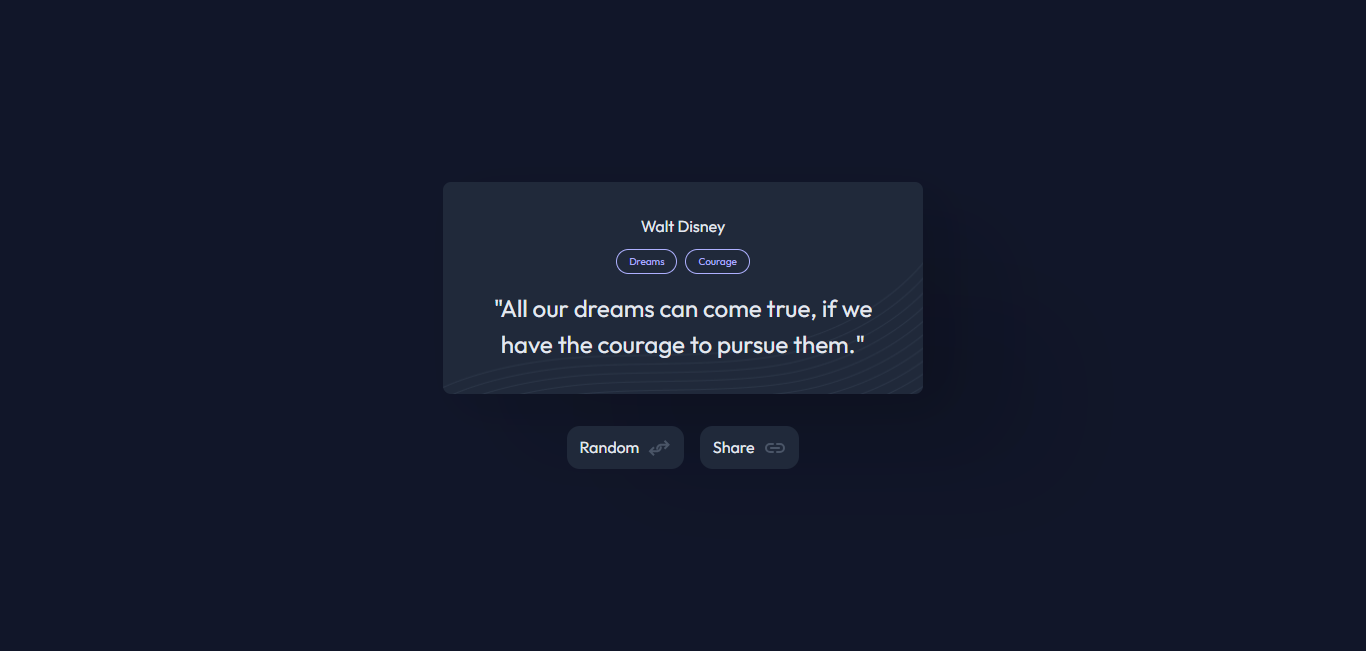 Walt Disney
Dreams Courage
"All our dreams can come true, if we
have the courage to pursue them."
Random Share